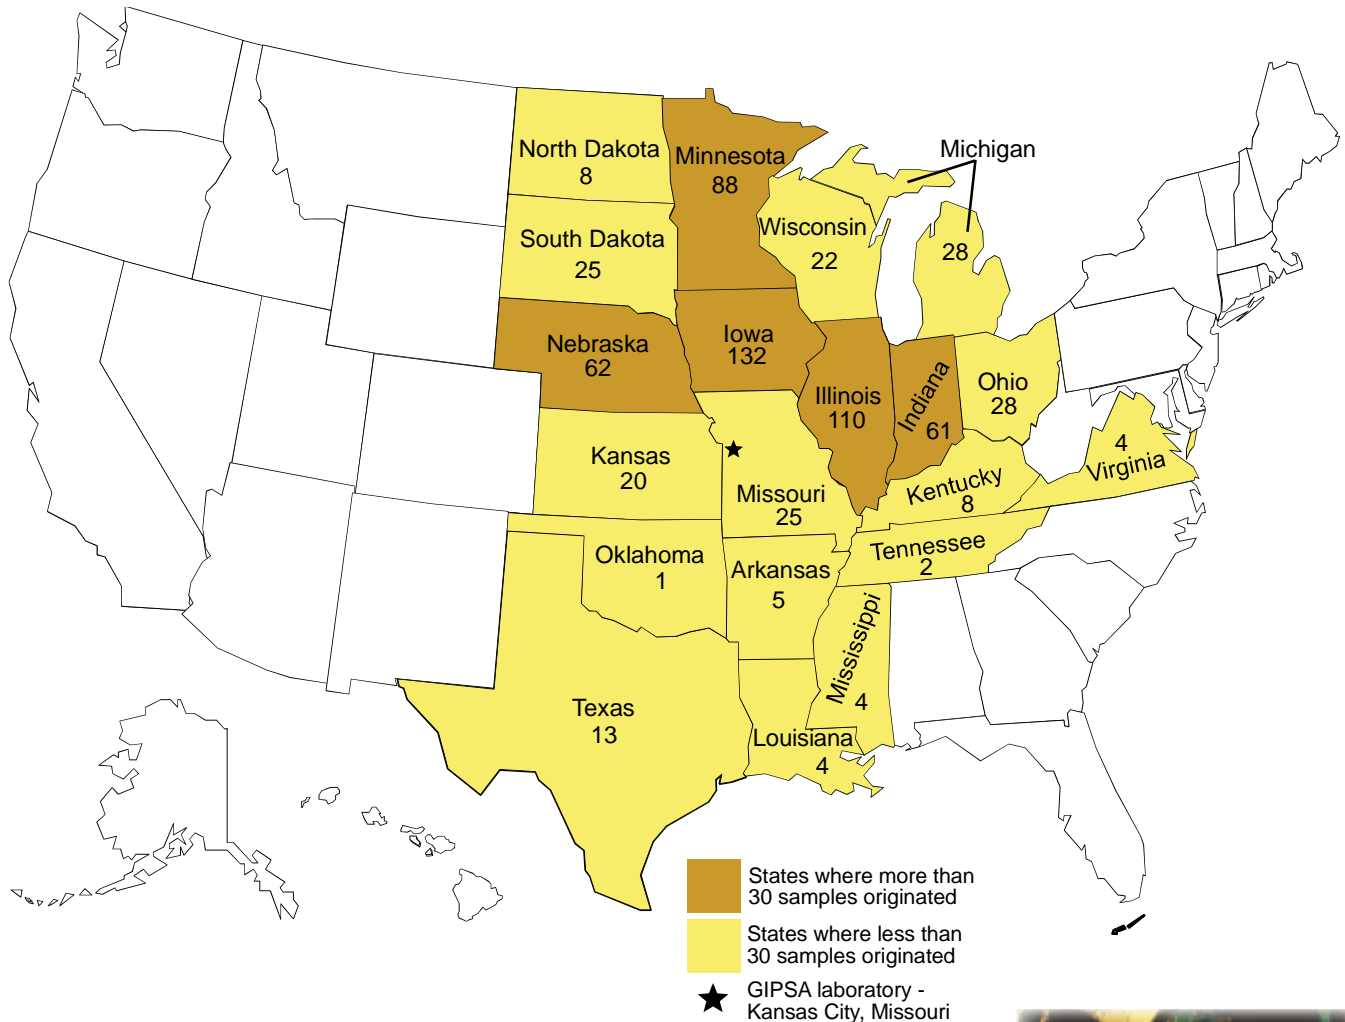 North Dakota
8
Minnesota
88
Michigan
Wisconsin
22
28
South Dakota
25
Nebraska
62
Iowa
132
Illinois
110
Indiana
61
Ohio
28
4
Virginia
Kansas
20
Missouri
25
Kentucky
8
Oklahoma
1
Arkansas
5
Tennessee
2
Mississippi
4
Texas
13
Louisiana
4
States where more than
30 samples originated
States where less than
30 samples originated
GIPSA laboratory -
Kansas City, Missouri